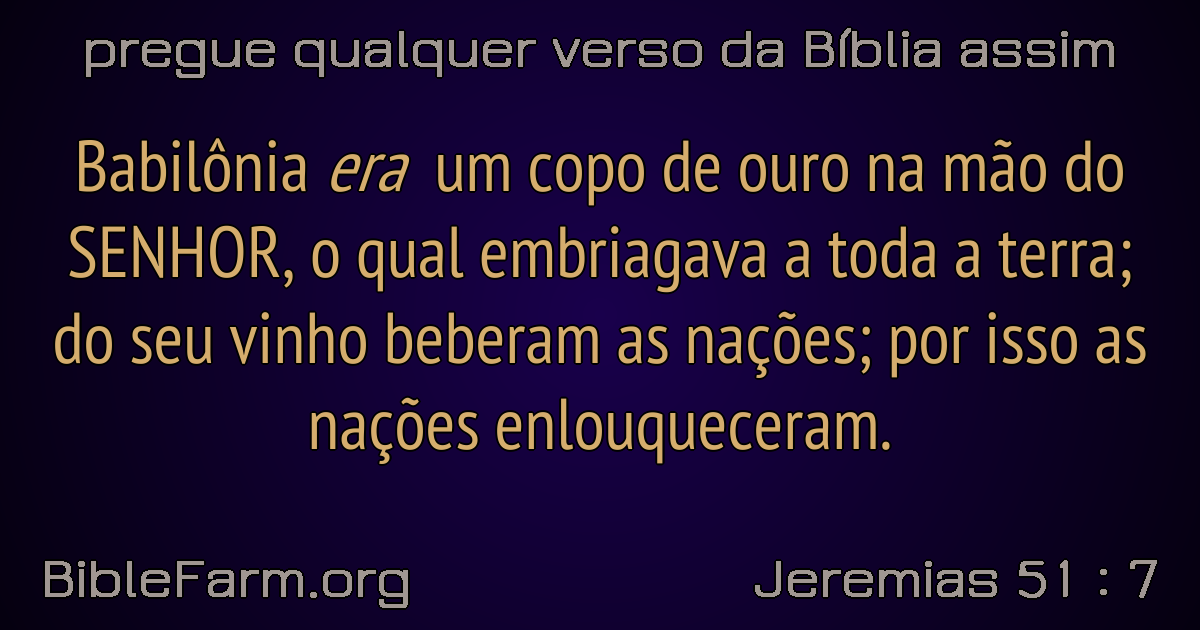 pregue qualquer verso da Bíblia assim
Babilônia era um copo de ouro na mão do
SENHOR, o qual embriagava a toda a terra;
do seu vinho beberam as nações; por isso as
nações enlouqueceram.
BibleFarm.org
Jeremias 51 : 7